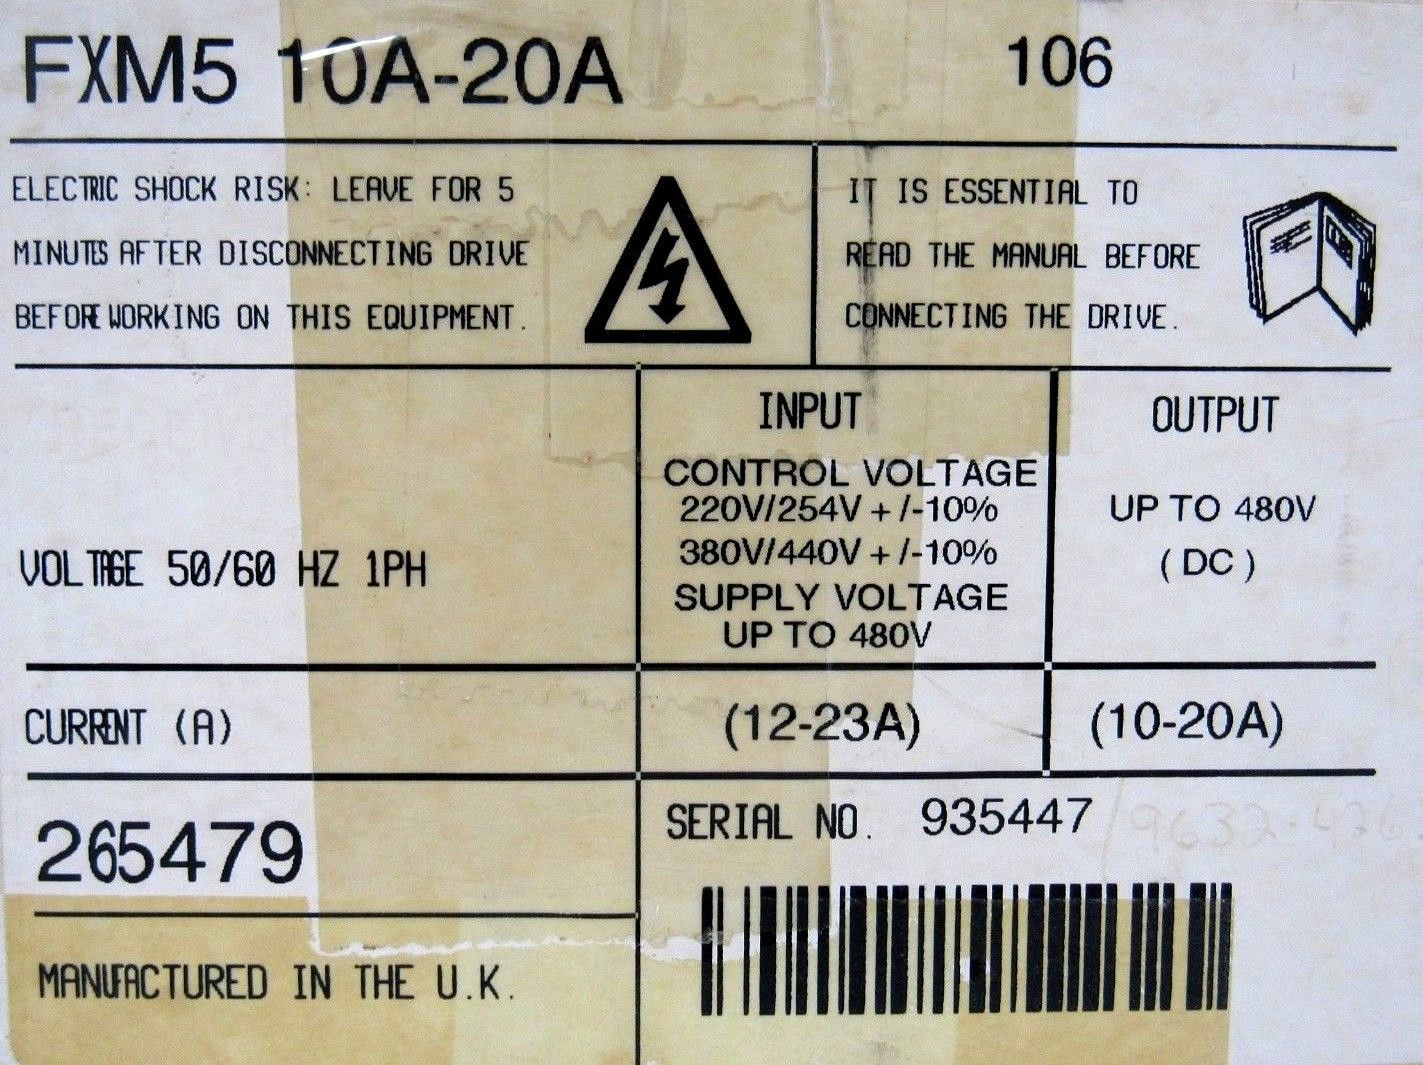 FXM5 10A-20A 106
ELECTRIC SHOCK RISK: LEAVE FOR 5
MINUTES AFTER DISCONNECTING DRIVE
BEFORE WORKING ON THIS EQUIPMENT.
IT IS ESSENTIAL TO
READ THE MANUAL BEFORE
CONNECTING THE DRIVE.
INPUT
OUTPUT
VOLTAGE 50/60 HZ 1PH
CONTROL VOLTAGE
220V/254V +/-10%
380V/440V +/-10%
SUPPLY VOLTAGE
UP TO 480V
UP TO 480V
(DC)
CURRENT (A) (12-23A) (10-20A)
265479
SERIAL NO. 935447
MANUFACTURED IN THE U.K.